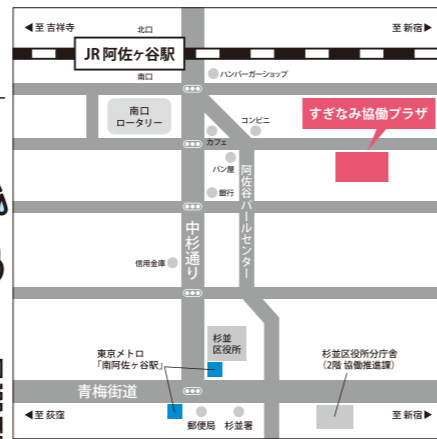 ◀至 吉祥寺
北口
至 新宿▶
JR 阿佐ヶ谷駅
南口
ハンバーガーショップ
南口
ロータリー
コンビニ
カフェ
すぎなみ協働プラザ
パン屋
銀行
阿佐谷パールセンター
中杉通り
信用金庫
杉並
区役所
東京メトロ
「南阿佐ヶ谷駅」
杉並区役所分庁舎
(2階 協働推進課)
青梅街道
◀至 荻窪
郵便局
杉並署
至 新宿▶